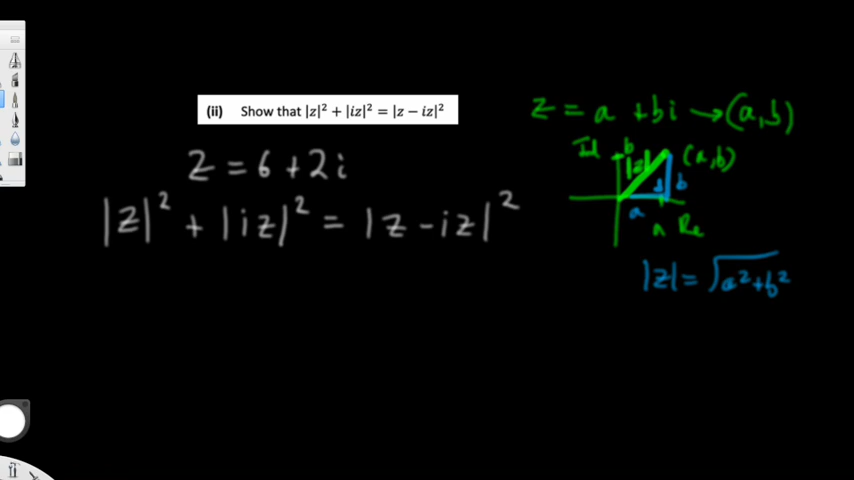 (ii) Show that |z|² + |iz|² = |z − iz|²
z = 6 + 2i
|z|² + |iz|² = |z - iz|²
z = a + bi → (a,b)
b
|z|
(a,b)
b
a
a Re
|z| = √a²+b²